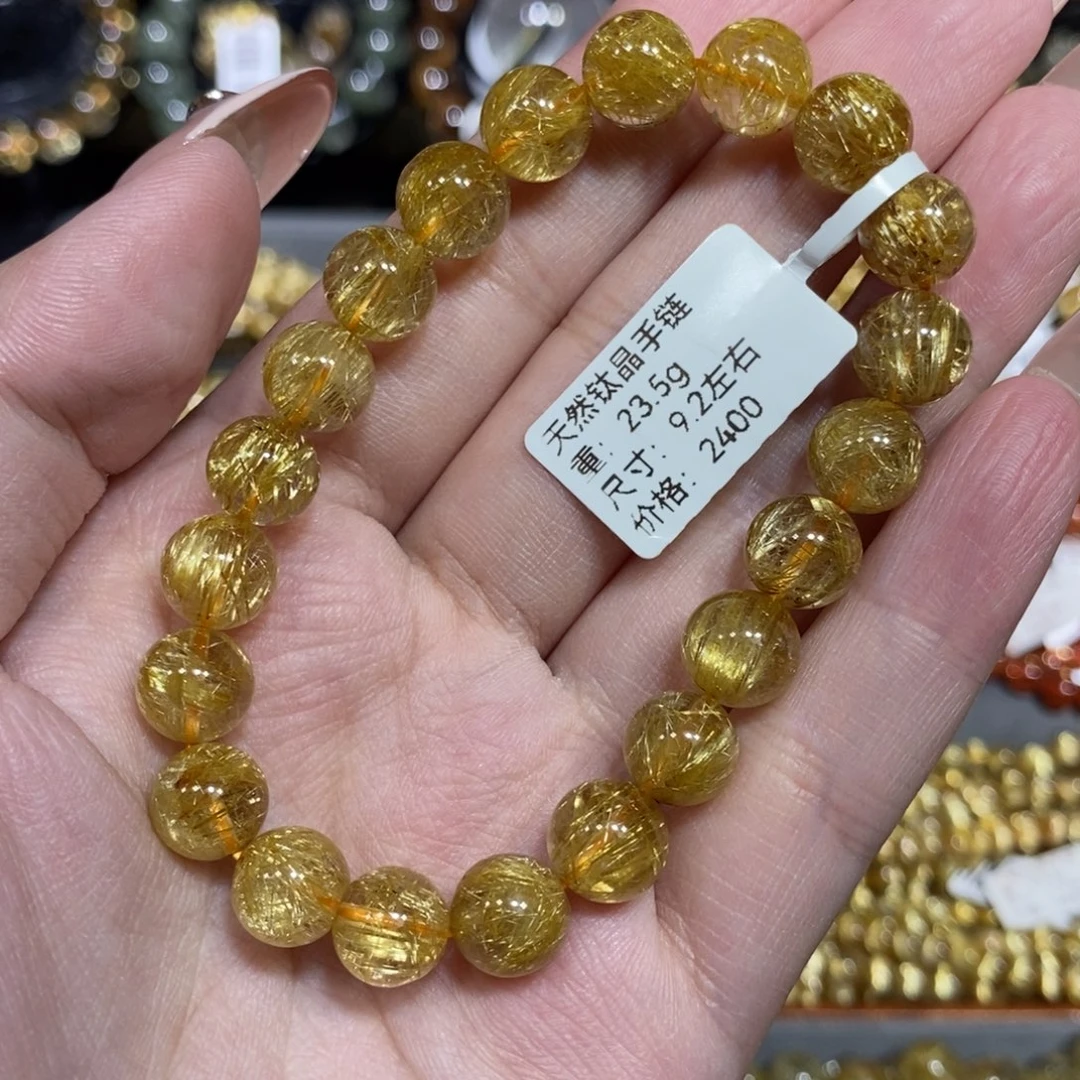 天然钛晶手链
重: 23.5g
尺寸: 9.2左右
价格: 2400